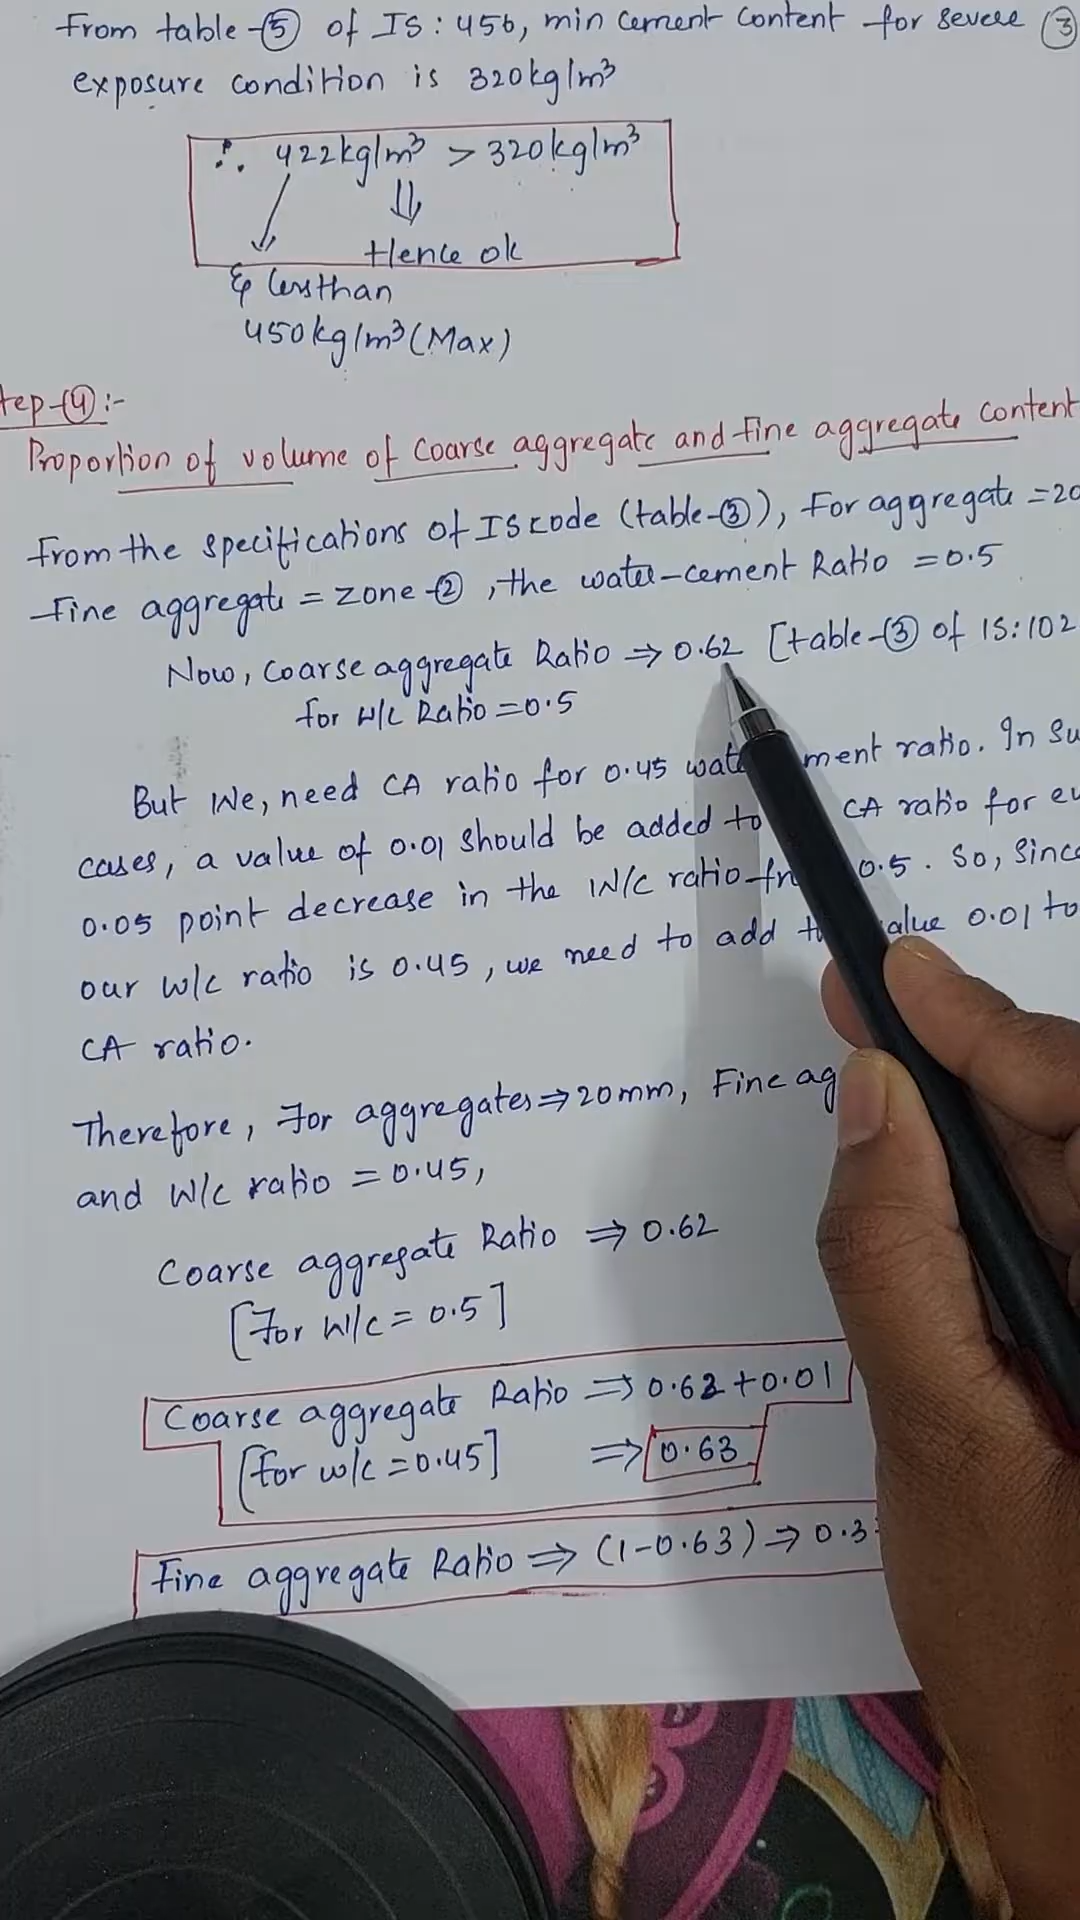 From table-⑤ of IS: 456, min cement content for severe ③
exposure condition is 320kg/m³
∴ 422kg/m³ > 320kg/m³
⇓
Hence ok
& lessthan
450kg/m³ (Max)
tep-④:-
Proportion of volume of coarse aggregate and fine aggregate content
From the specifications of IS code (table-③), For aggregate = 20
Fine aggregate = zone-②, the water-cement Ratio = 0.5
Now, Coarse aggregate Ratio ⇒ 0.62 [table-③ of IS: 102
for W/C Ratio = 0.5
But We, need CA ratio for 0.45 wat ment ratio. In su
cases, a value of 0.01 should be added to CA ratio for ev
0.05 point decrease in the W/C ratio fr 0.5. So, Since
our w/c ratio is 0.45, we need to add t alue 0.01 to
CA ratio.
Therefore, For aggregates ⇒ 20mm, Fine ag
and W/C ratio = 0.45,
Coarse aggregate Ratio ⇒ 0.62
[For W/C = 0.5]
Coarse aggregate Ratio ⇒ 0.62 + 0.01
[For w/c = 0.45] ⇒ 0.63
Fine aggregate Ratio ⇒ (1-0.63) ⇒ 0.3